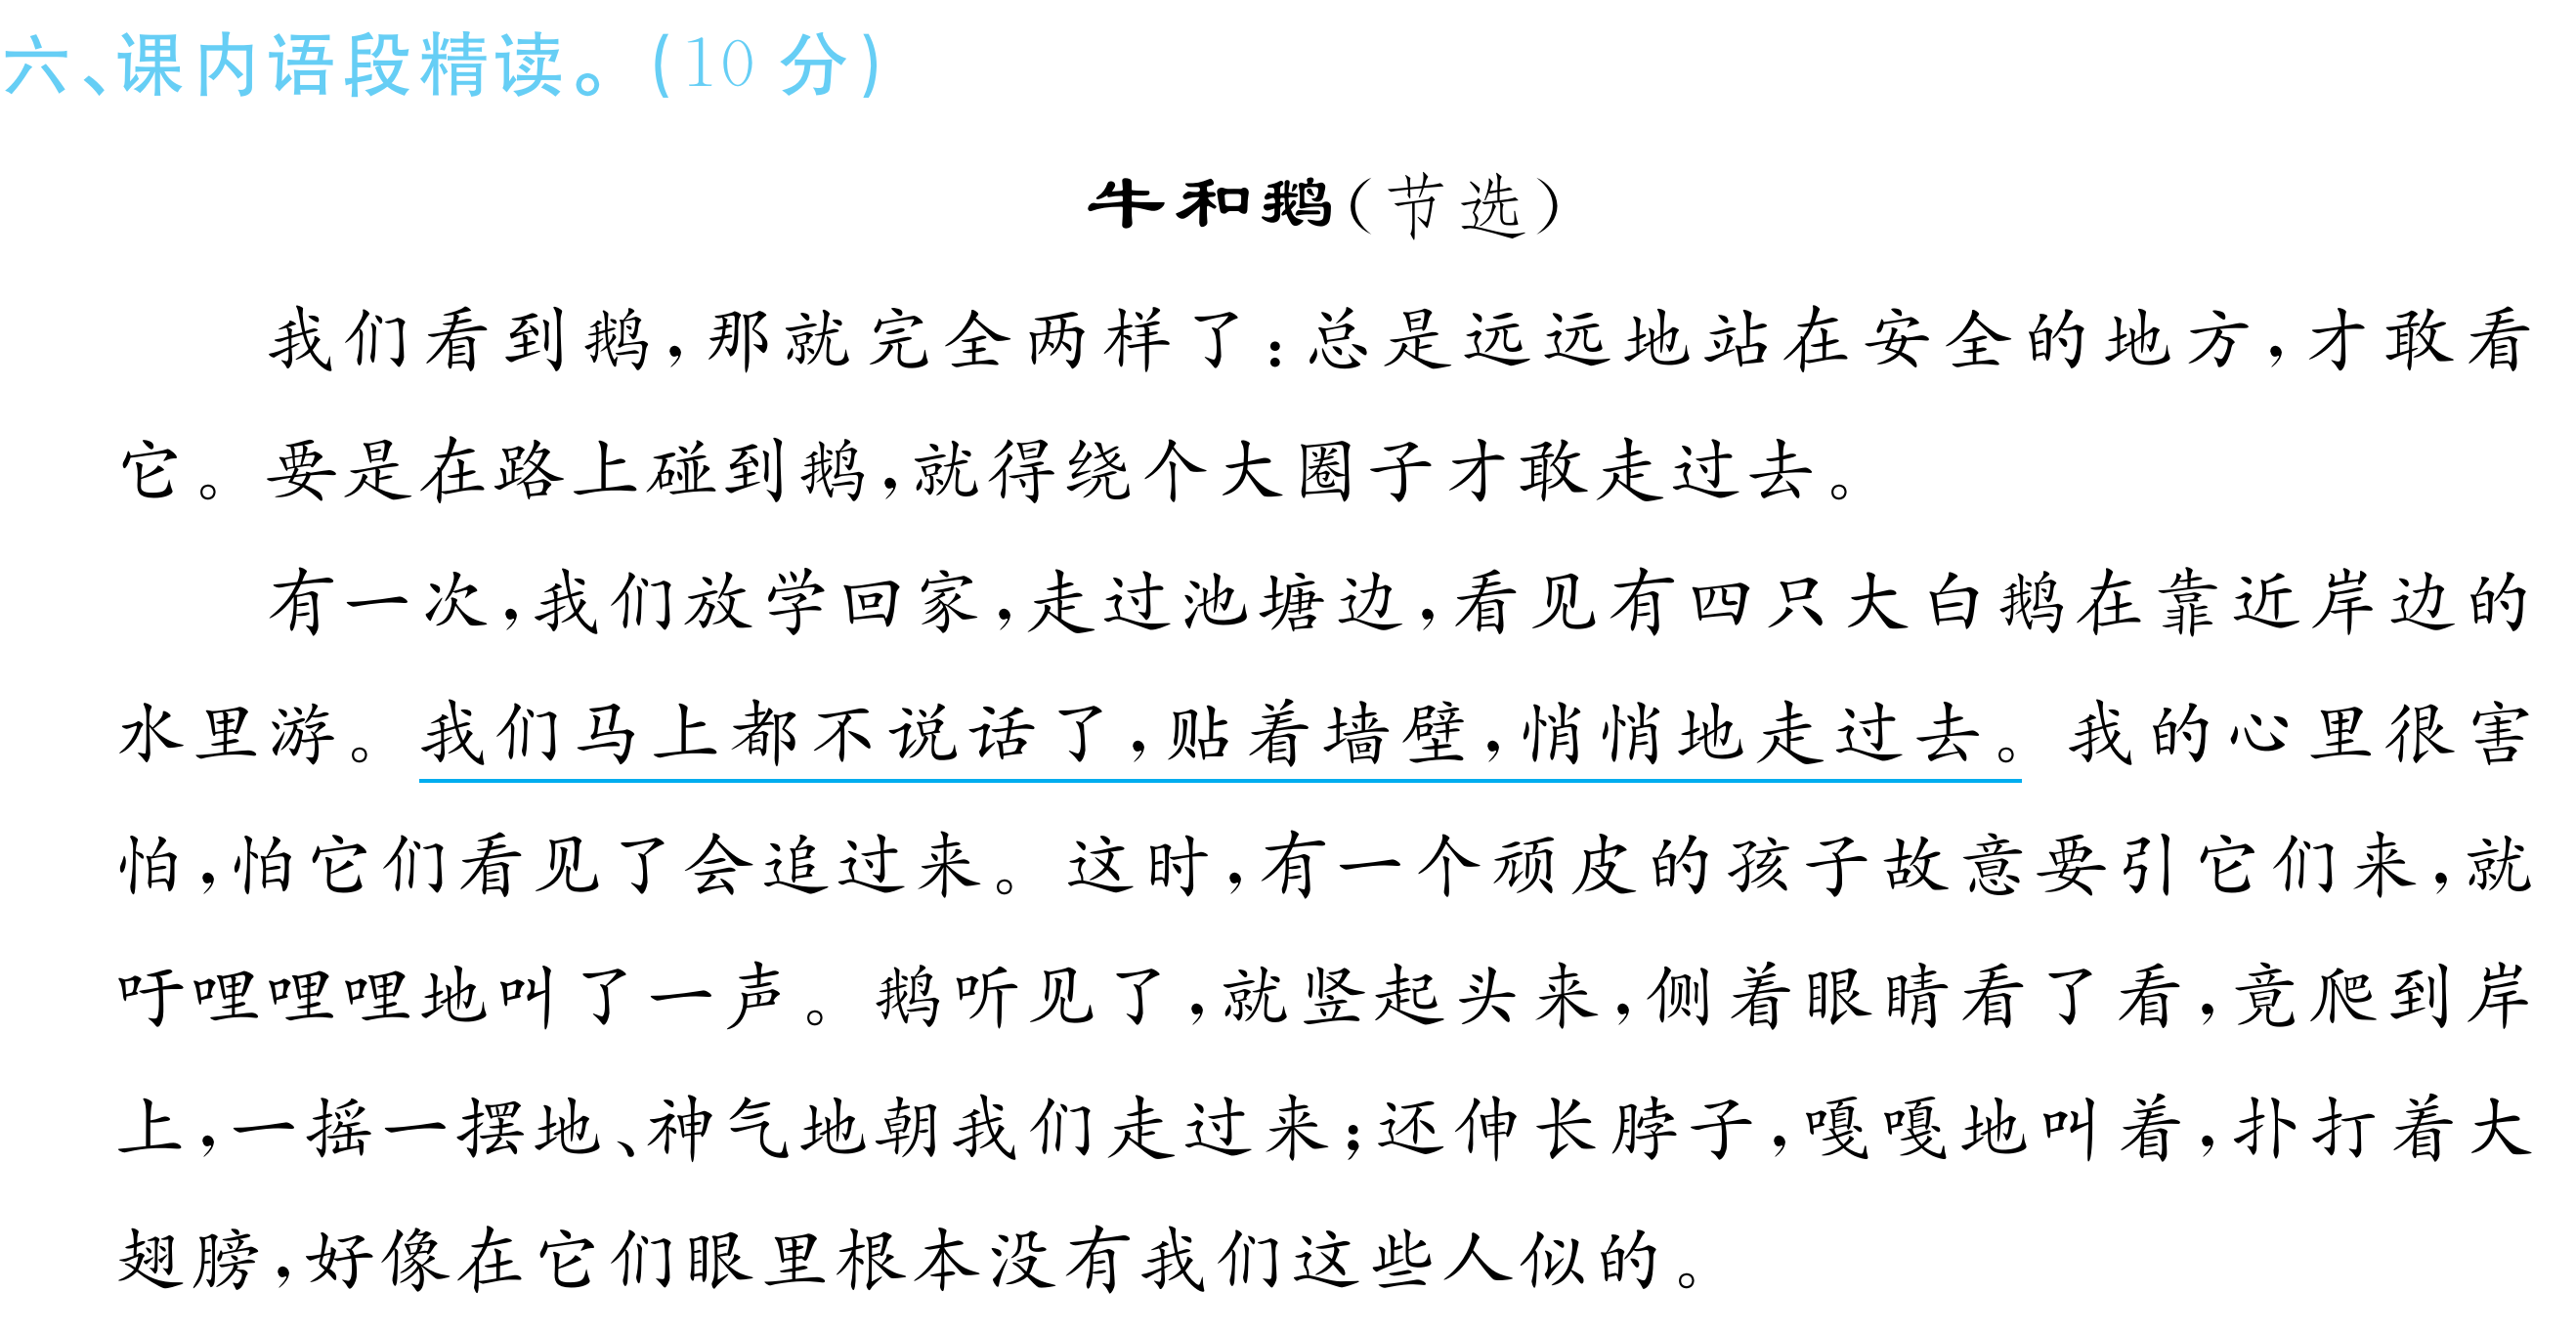 六、课内语段精读。(10 分)
牛和鹅(节选)
我们看到鹅,那就完全两样了:总是远远地站在安全的地方,才敢看
它。要是在路上碰到鹅,就得绕个大圈子才敢走过去。
有一次,我们放学回家,走过池塘边,看见有四只大白鹅在靠近岸边的
水里游。我们马上都不说话了,贴着墙壁,悄悄地走过去。我的心里很害
怕,怕它们看见了会追过来。这时,有一个顽皮的孩子故意要引它们来,就
吁哩哩哩地叫了一声。鹅听见了,就竖起头来,侧着眼睛看了看,竟爬到岸
上,一摇一摆地、神气地朝我们走过来;还伸长脖子,嘎嘎地叫着,扑打着大
翅膀,好像在它们眼里根本没有我们这些人似的。